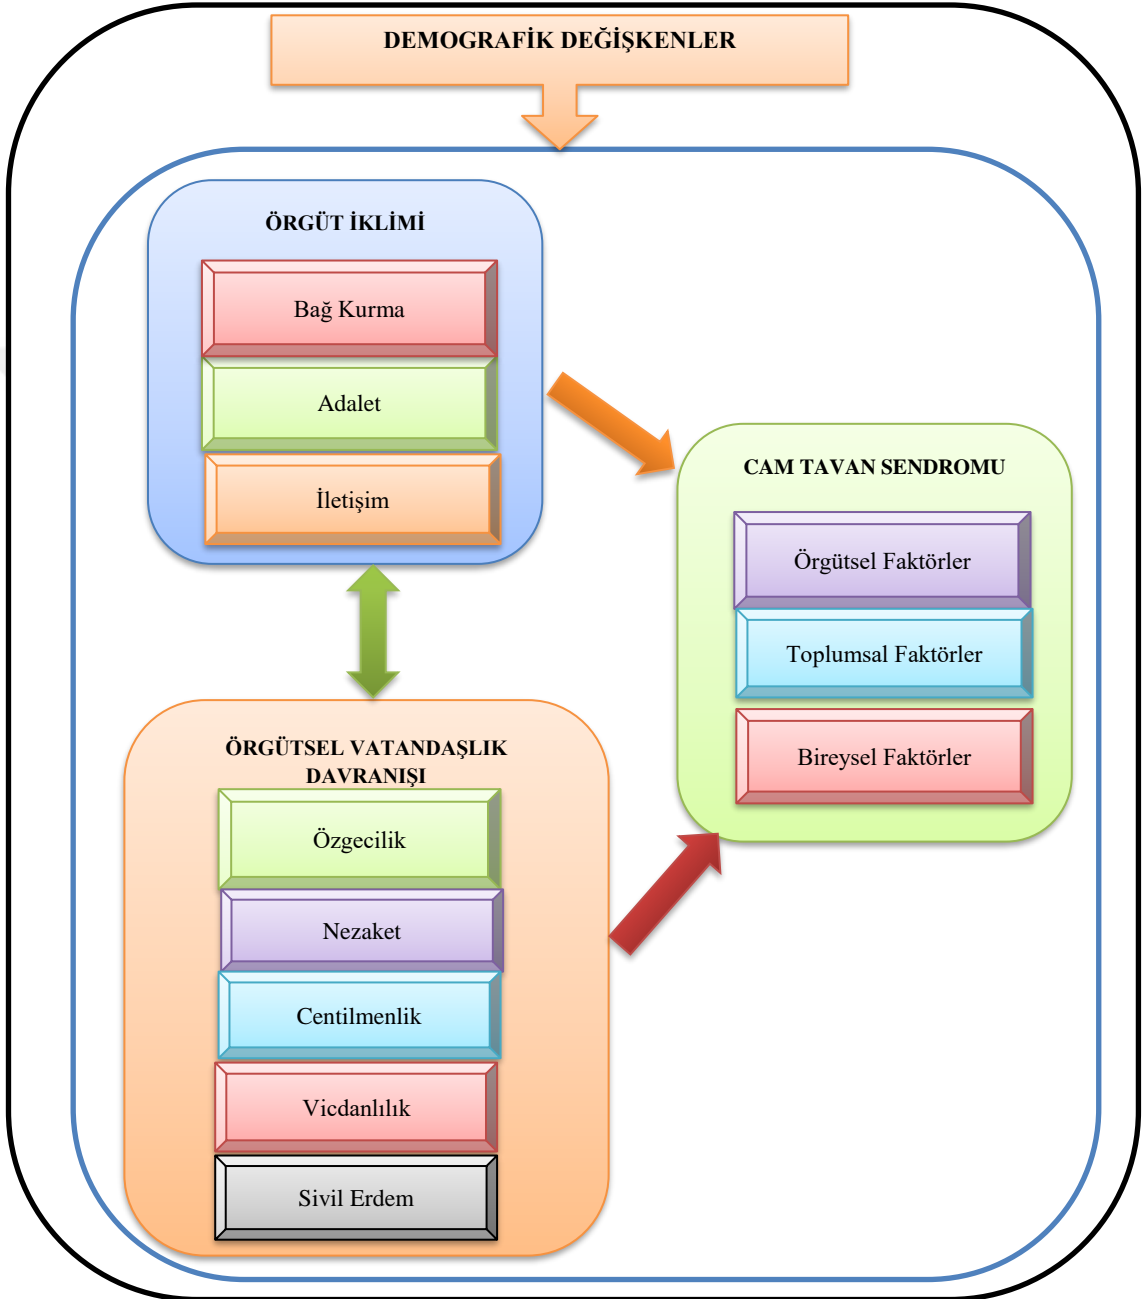 DEMOGRAFİK DEĞİŞKENLER
ÖRGÜT İKLİMİ
Bağ Kurma
Adalet
İletişim
CAM TAVAN SENDROMU
Örgütsel Faktörler
Toplumsal Faktörler
Bireysel Faktörler
ÖRGÜTSEL VATANDAŞLIK
DAVRANIŞI
Özgecilik
Nezaket
Centilmenlik
Vicdanlılık
Sivil Erdem